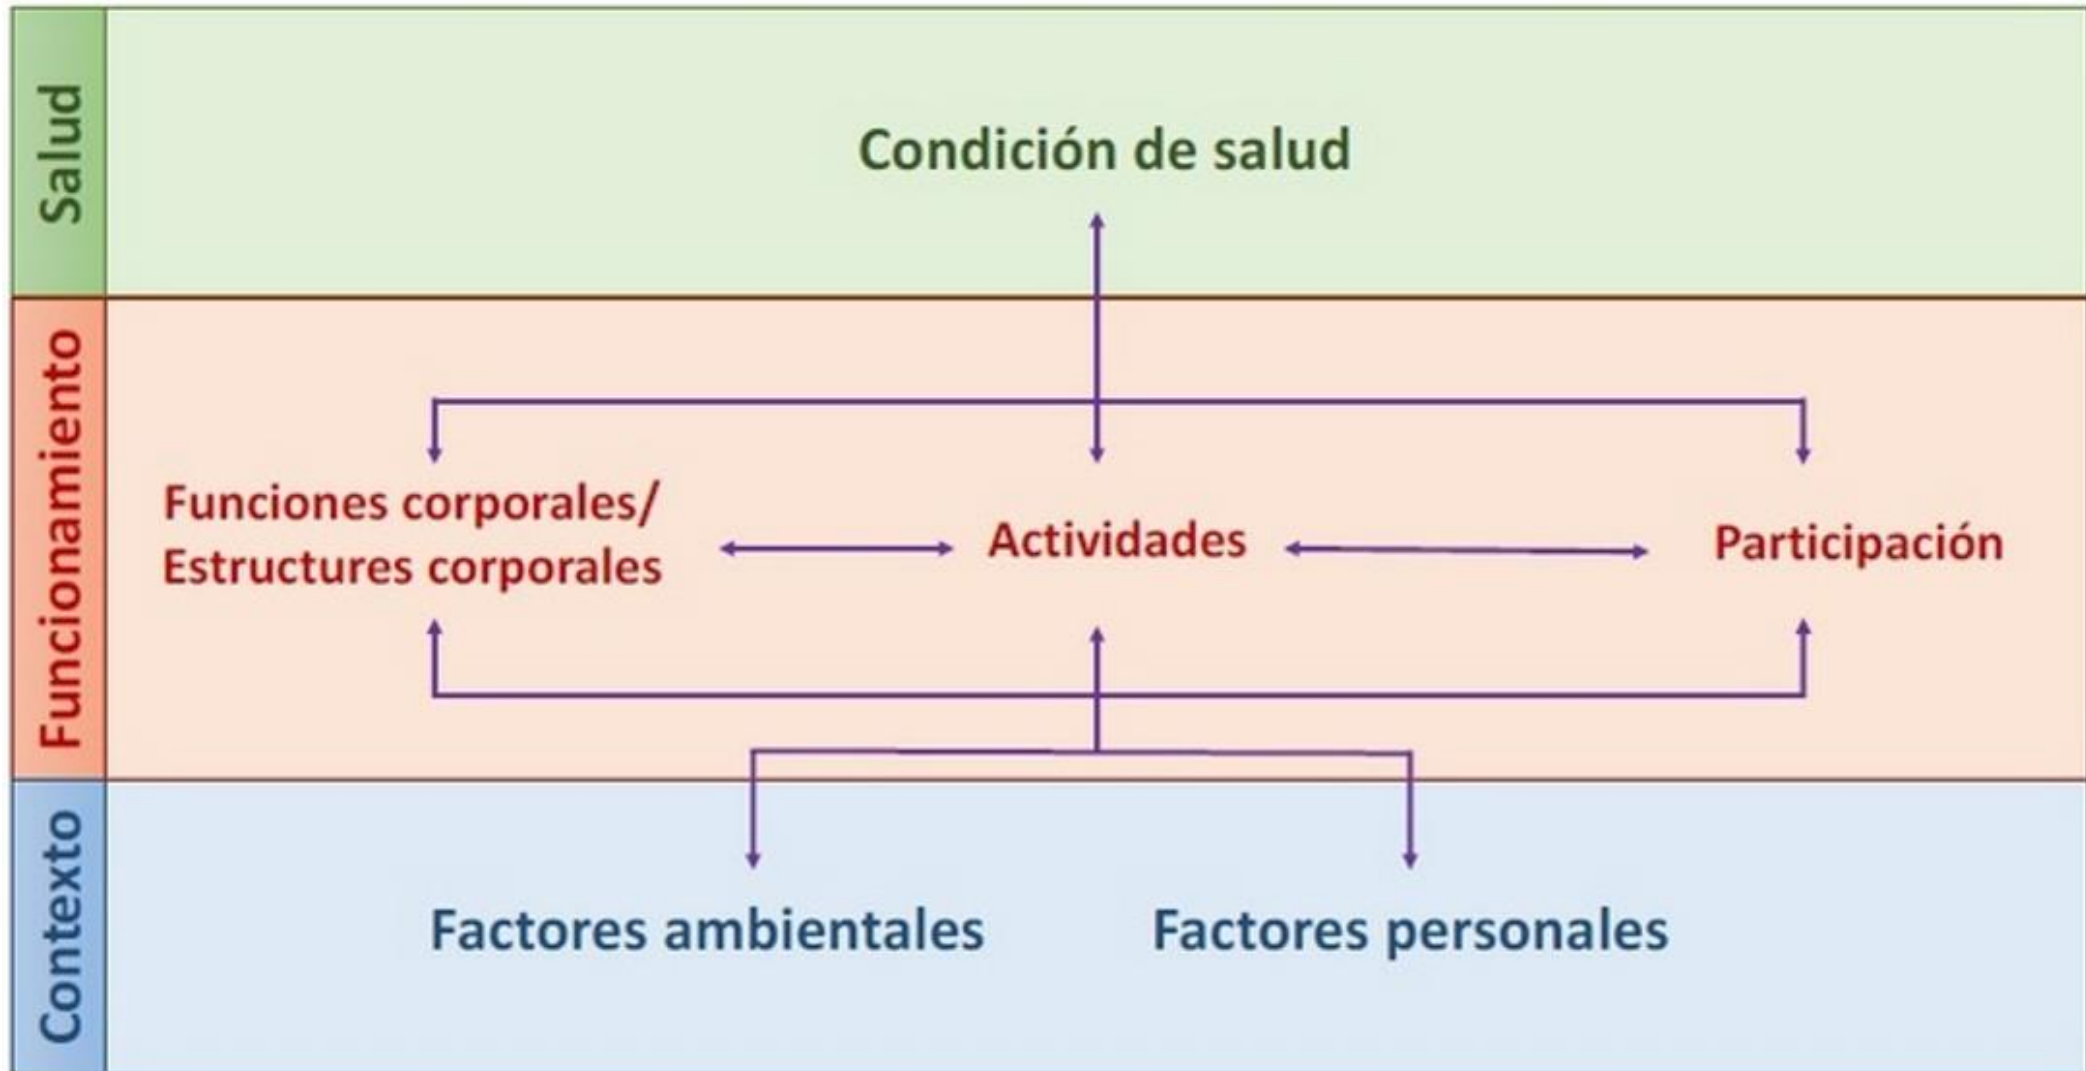 Salud
Condición de salud
Funcionamiento
Funciones corporales/
Estructures corporales
Actividades
Participación
Contexto
Factores ambientales
Factores personales